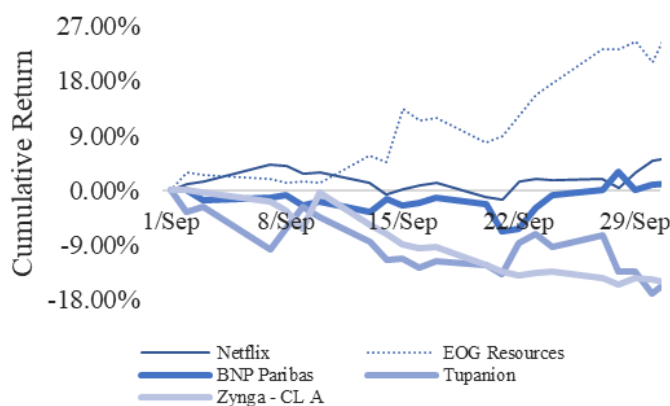 Cumulative Return
27.00%
18.00%
9.00%
0.00%
-9.00%
-18.00%
1/Sep 8/Sep 15/Sep 22/Sep 29/Sep
Netflix EOG Resources
BNP Paribas Tupanion
Zynga - CL A